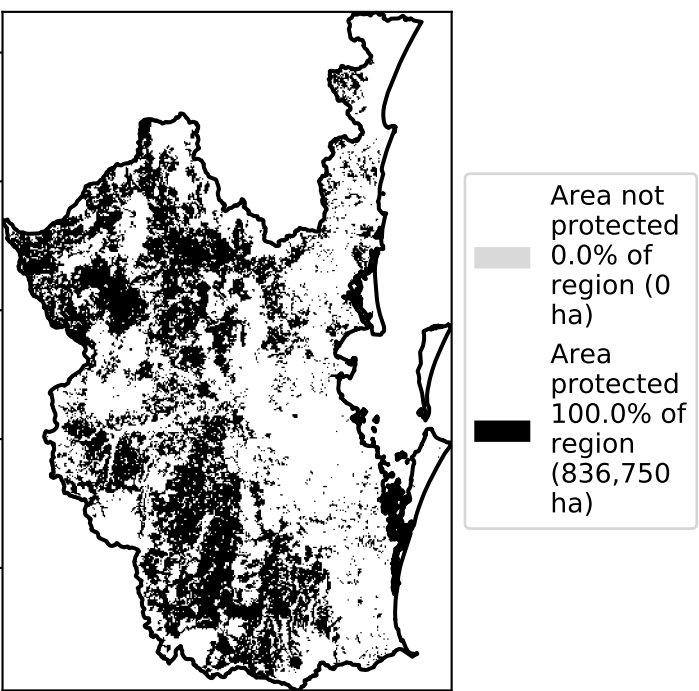 Area not
protected
0.0% of
region (0
ha)
Area
protected
100.0% of
region
(836,750
ha)